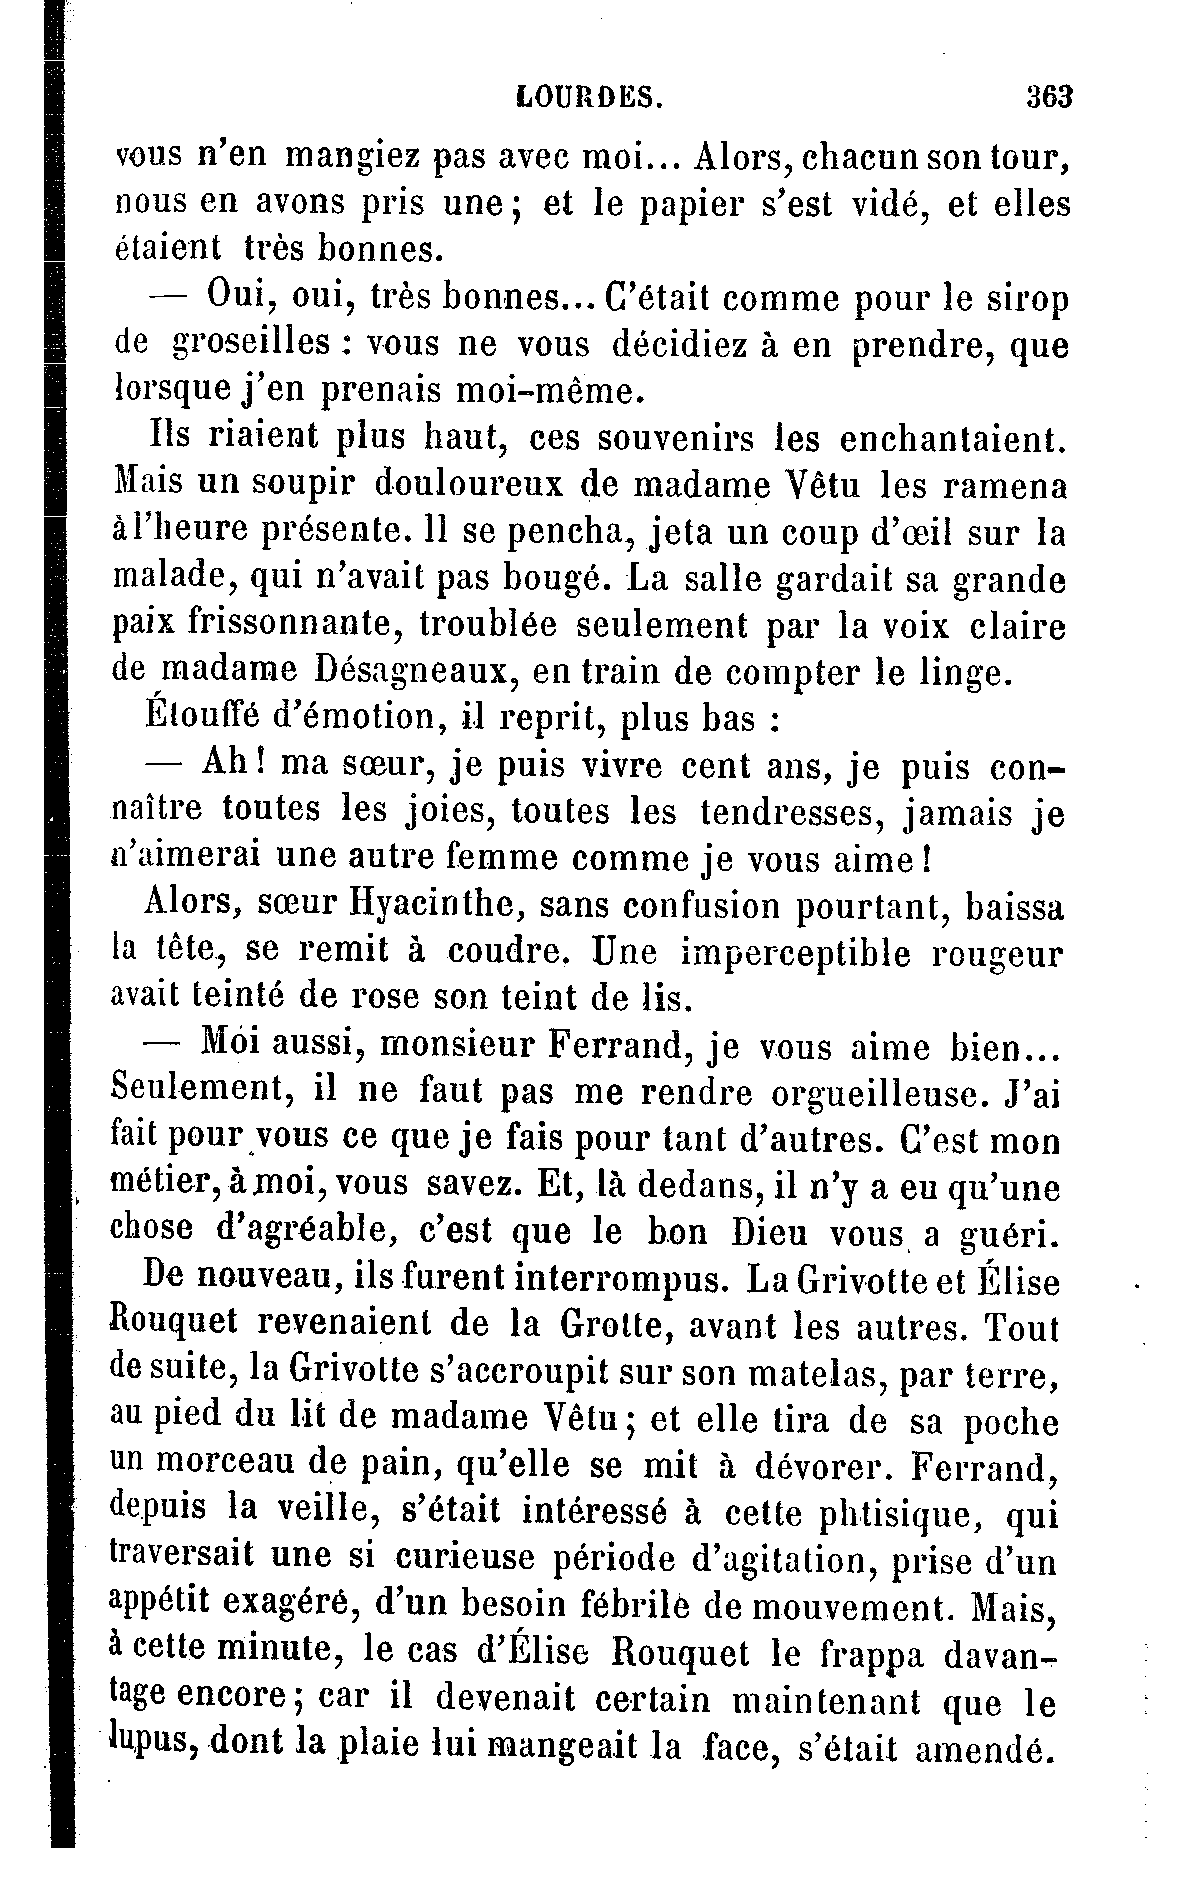 LOURDES. 363
vous n'en mangiez pas avec moi... Alors, chacun son tour,
nous en avons pris une ; et le papier s'est vidé, et elles
étaient très bonnes.
— Oui, oui, très bonnes... C'était comme pour le sirop
de groseilles : vous ne vous décidiez à en prendre, que
lorsque j'en prenais moi-même.
Ils riaient plus haut, ces souvenirs les enchantaient.
Mais un soupir douloureux de madame Vêtu les ramena
à l'heure présente. Il se pencha, jeta un coup d'œil sur la
malade, qui n'avait pas bougé. La salle gardait sa grande
paix frissonnante, troublée seulement par la voix claire
de madame Désagneaux, en train de compter le linge.
Étouffé d'émotion, il reprit, plus bas :
— Ah ! ma sœur, je puis vivre cent ans, je puis con-
naître toutes les joies, toutes les tendresses, jamais je
n'aimerai une autre femme comme je vous aime !
Alors, sœur Hyacinthe, sans confusion pourtant, baissa
la tête, se remit à coudre. Une imperceptible rougeur
avait teinté de rose son teint de lis.
— Moi aussi, monsieur Ferrand, je vous aime bien...
Seulement, il ne faut pas me rendre orgueilleuse. J'ai
fait pour vous ce que je fais pour tant d'autres. C'est mon
métier, à moi, vous savez. Et, là dedans, il n'y a eu qu'une
chose d'agréable, c'est que le bon Dieu vous a guéri.
De nouveau, ils furent interrompus. La Grivotte et Élise
Rouquet revenaient de la Grotte, avant les autres. Tout
de suite, la Grivotte s'accroupit sur son matelas, par terre,
au pied du lit de madame Vêtu ; et elle tira de sa poche
un morceau de pain, qu'elle se mit à dévorer. Ferrand,
depuis la veille, s'était intéressé à cette phtisique, qui
traversait une si curieuse période d'agitation, prise d'un
appétit exagéré, d'un besoin fébrile de mouvement. Mais,
à cette minute, le cas d'Élise Rouquet le frappa davan-
tage encore ; car il devenait certain maintenant que le
lupus, dont la plaie lui mangeait la face, s'était amendé.